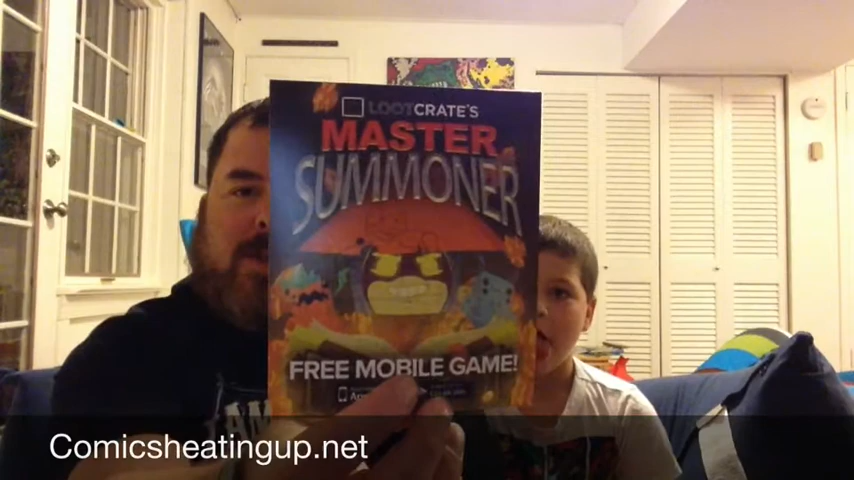 LOOTCRATE'S
MASTER
SUMMONER
FREE MOBILE GAME!
Comicsheatingup.net